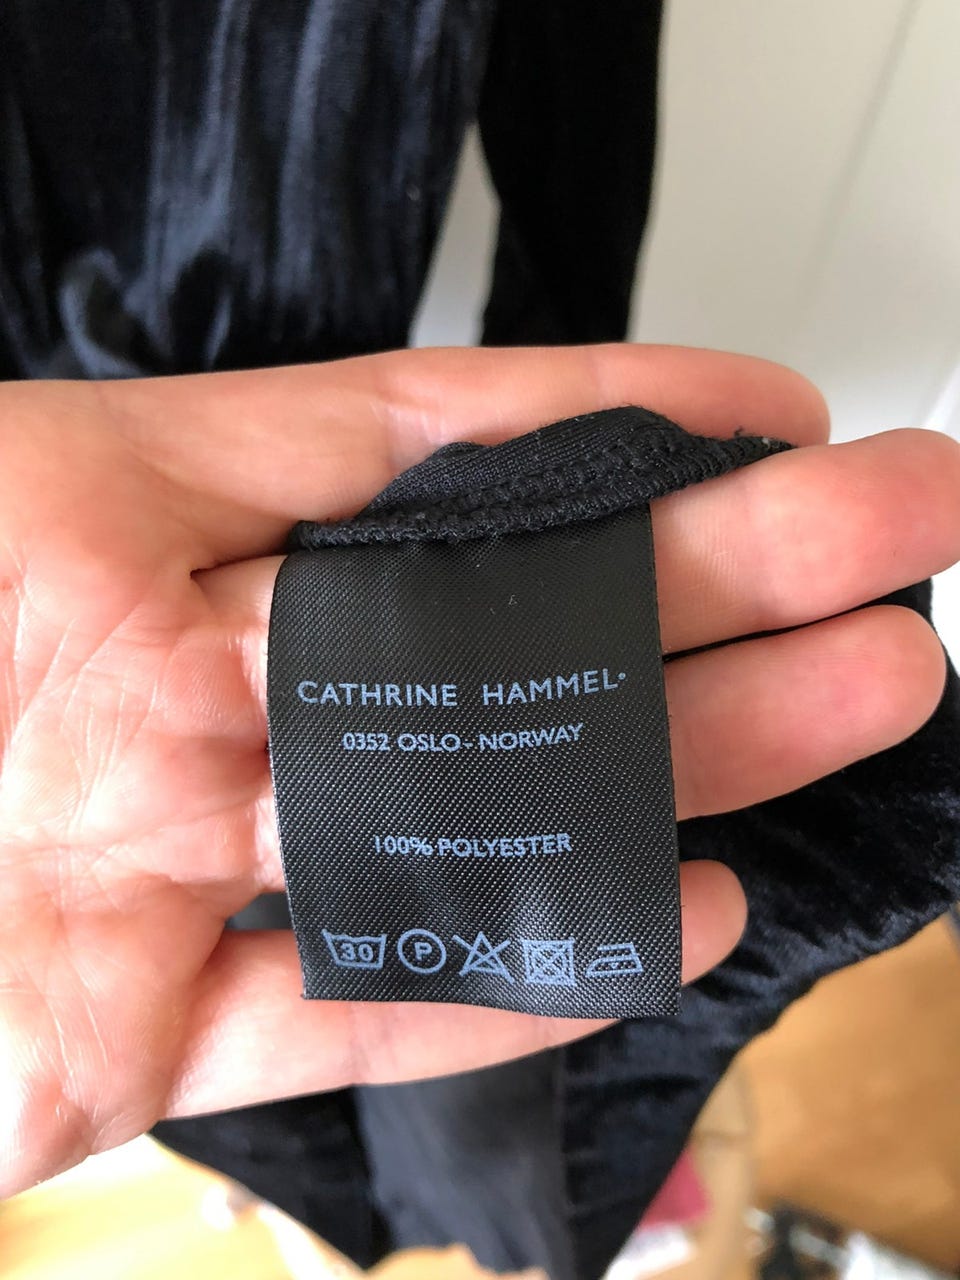 CATHRINE HAMMEL•
0352 OSLO - NORWAY
100% POLYESTER
30 P